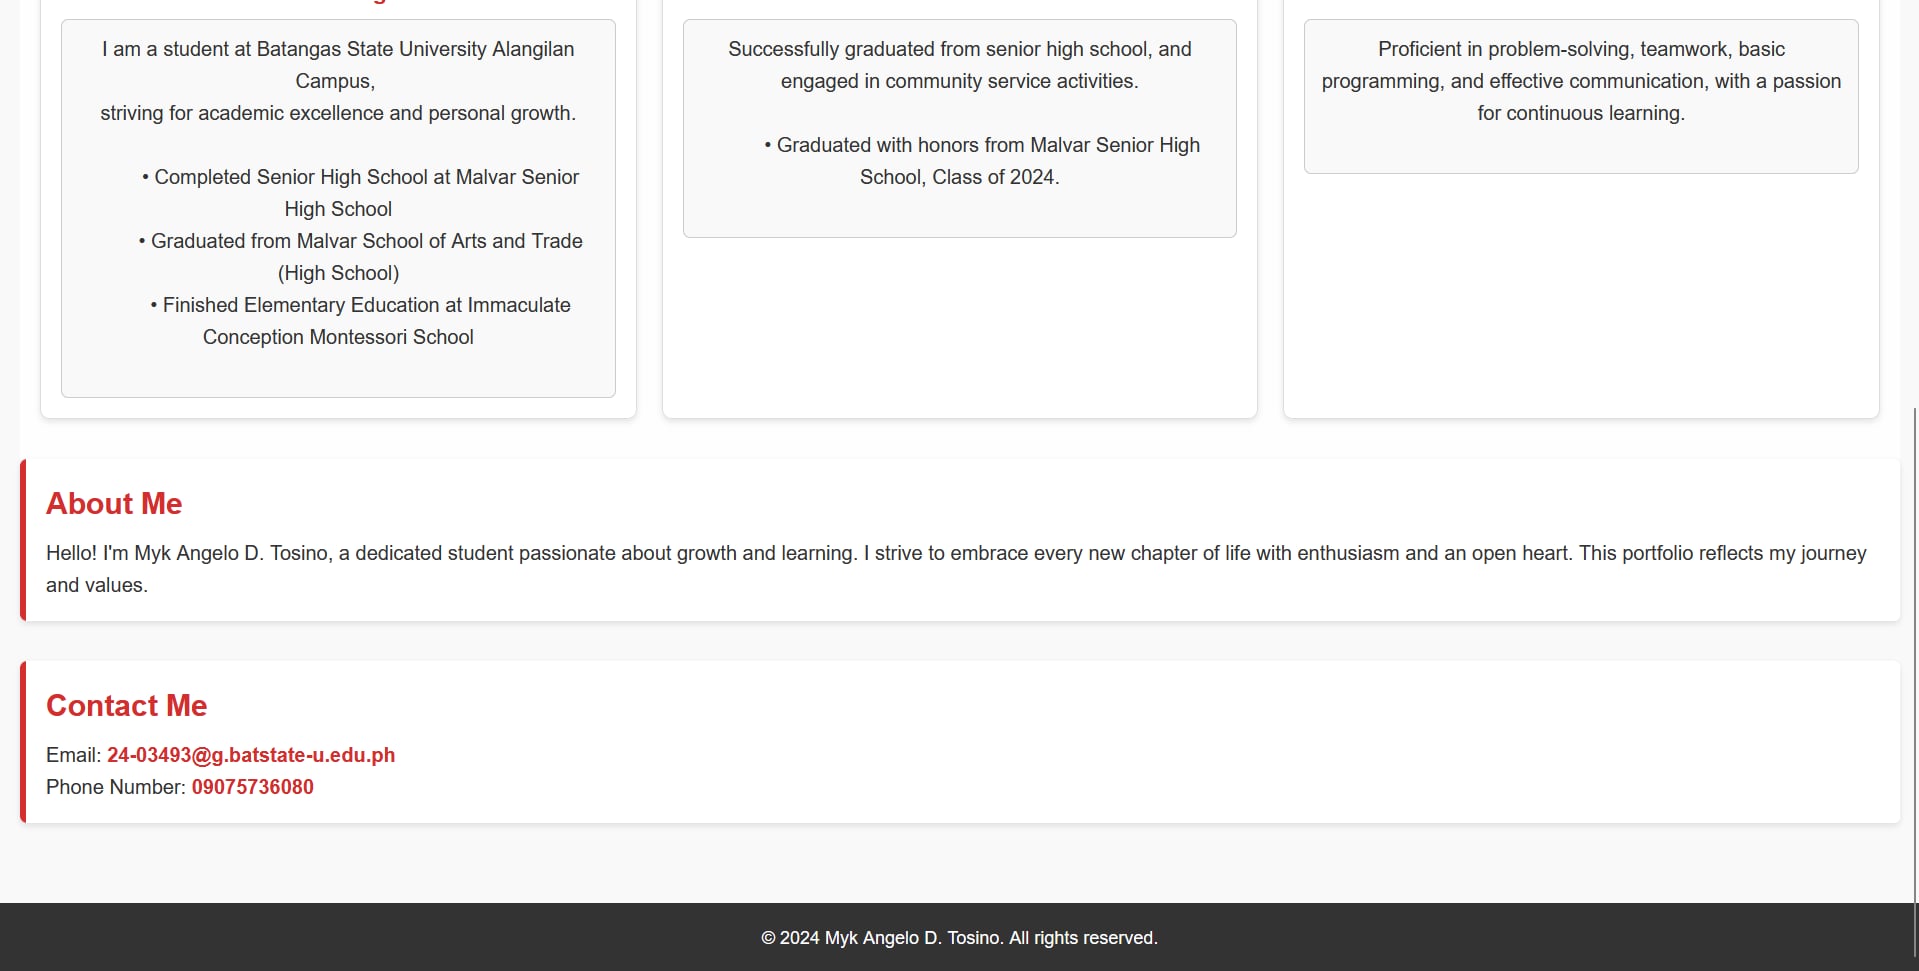 I am a student at Batangas State University Alangilan
Campus,
striving for academic excellence and personal growth.
• Completed Senior High School at Malvar Senior
High School
• Graduated from Malvar School of Arts and Trade
(High School)
• Finished Elementary Education at Immaculate
Conception Montessori School
Successfully graduated from senior high school, and
engaged in community service activities.
• Graduated with honors from Malvar Senior High
School, Class of 2024.
Proficient in problem-solving, teamwork, basic
programming, and effective communication, with a passion
for continuous learning.
About Me
Hello! I'm Myk Angelo D. Tosino, a dedicated student passionate about growth and learning. I strive to embrace every new chapter of life with enthusiasm and an open heart. This portfolio reflects my journey
and values.
Contact Me
Email: 24-03493@g.batstate-u.edu.ph
Phone Number: 09075736080
© 2024 Myk Angelo D. Tosino. All rights reserved.